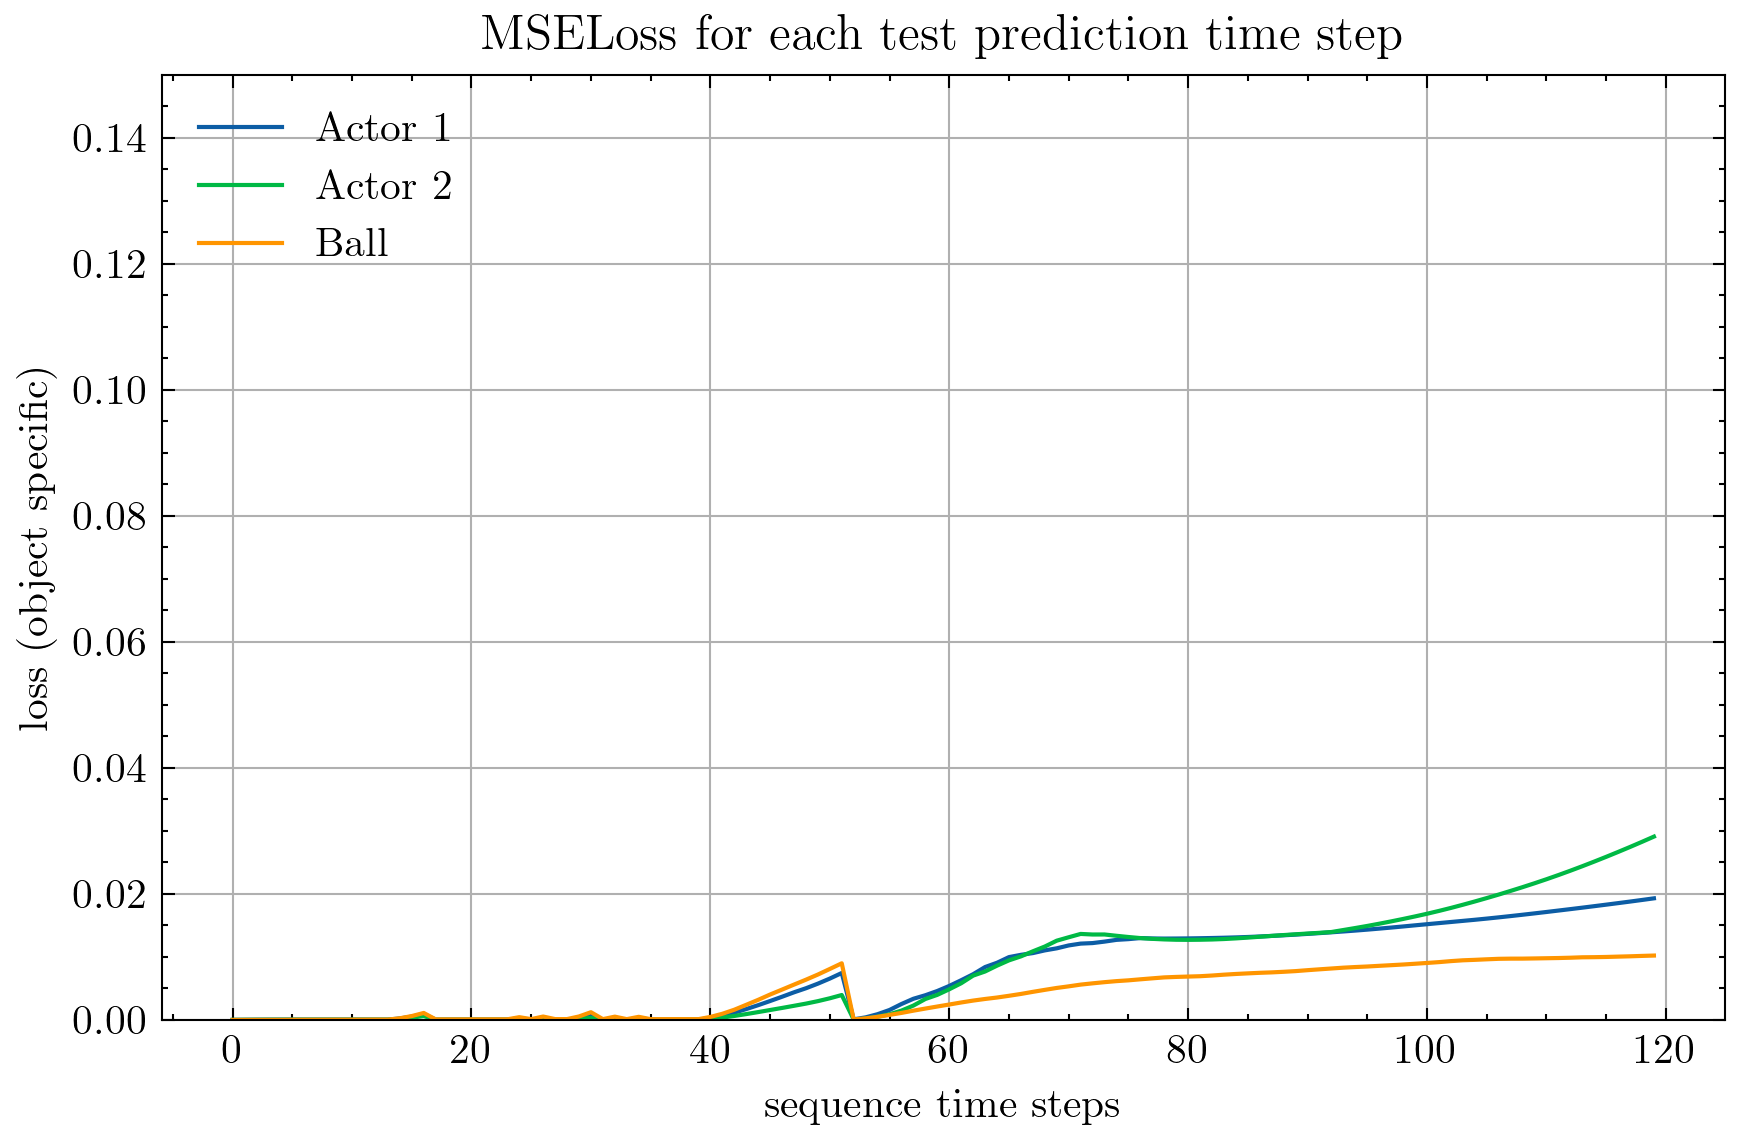 MSELoss for each test prediction time step
Actor 1
Actor 2
Ball
loss (object specific)
0.14
0.12
0.10
0.08
0.06
0.04
0.02
0.00
0 20 40 60 80 100 120
sequence time steps